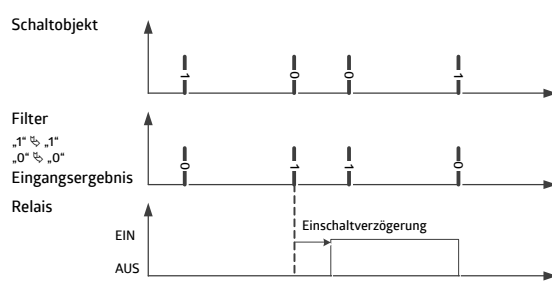 Schaltobjekt
1 0 0 1
Filter
„1“ ⮱ „1“
„0“ ⮱ „0“
Eingangsergebnis
0 1 1 0
Relais
EIN
Einschaltverzögerung
AUS